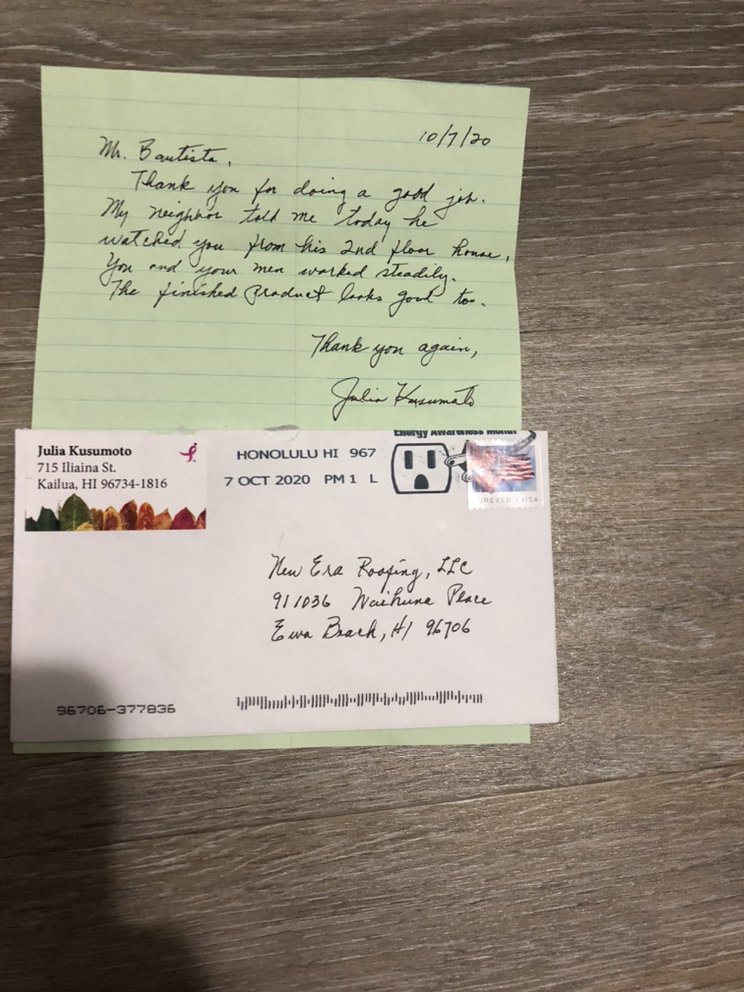 10/7/20
Mr. Bautista,
Thank you for doing a good job.
My neighbor told me today he
watched you from his 2nd floor house.
You and your men worked steadily.
The finished product looks good too.
Thank you again,
Julia Kusumoto
Julia Kusumoto
715 Iliaina St.
Kailua, HI 96734-1816
HONOLULU HI 967
7 OCT 2020 PM 1 L
Energy Awareness Month
FOREVER / USA
New Era Roofing, LLC
911036 Waihuna Place
Ewa Beach, HI 96706
96706-377836